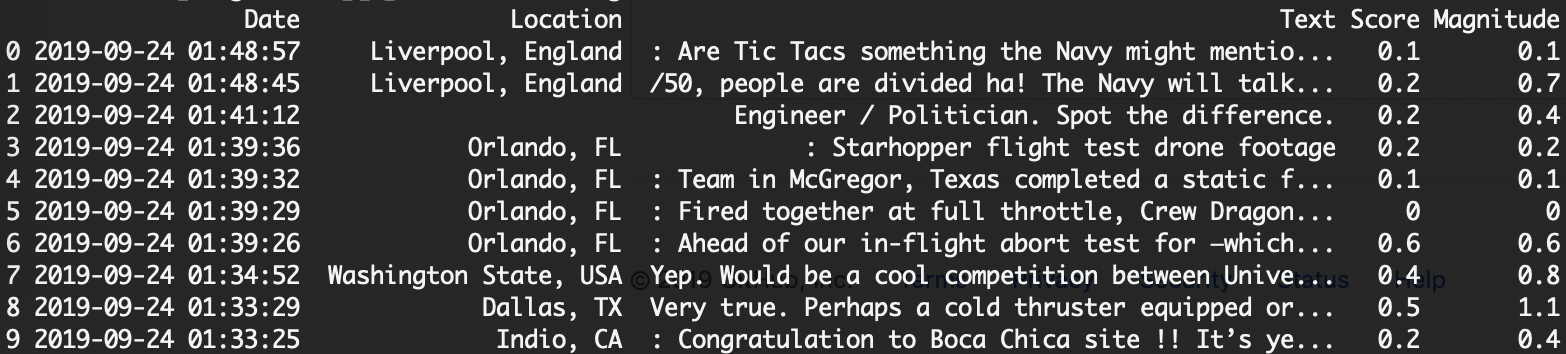 Date Location Text Score Magnitude
0 2019-09-24 01:48:57 Liverpool, England : Are Tic Tacs something the Navy might mentio... 0.1 0.1
1 2019-09-24 01:48:45 Liverpool, England /50, people are divided ha! The Navy will talk... 0.2 0.7
2 2019-09-24 01:41:12 Engineer / Politician. Spot the difference. 0.2 0.4
3 2019-09-24 01:39:36 Orlando, FL : Starhopper flight test drone footage 0.2 0.2
4 2019-09-24 01:39:32 Orlando, FL : Team in McGregor, Texas completed a static f... 0.1 0.1
5 2019-09-24 01:39:29 Orlando, FL : Fired together at full throttle, Crew Dragon... 0 0
6 2019-09-24 01:39:26 Orlando, FL : Ahead of our in-flight abort test for –which... 0.6 0.6
7 2019-09-24 01:34:52 Washington State, USA Yep. Would be a cool competition between Unive... 0.4 0.8
© 2019 GitHub, Inc. Terms Privacy Security Status Help
8 2019-09-24 01:33:29 Dallas, TX Very true. Perhaps a cold thruster equipped or... 0.5 1.1
9 2019-09-24 01:33:25 Indio, CA : Congratulation to Boca Chica site !! It’s ye... 0.2 0.4